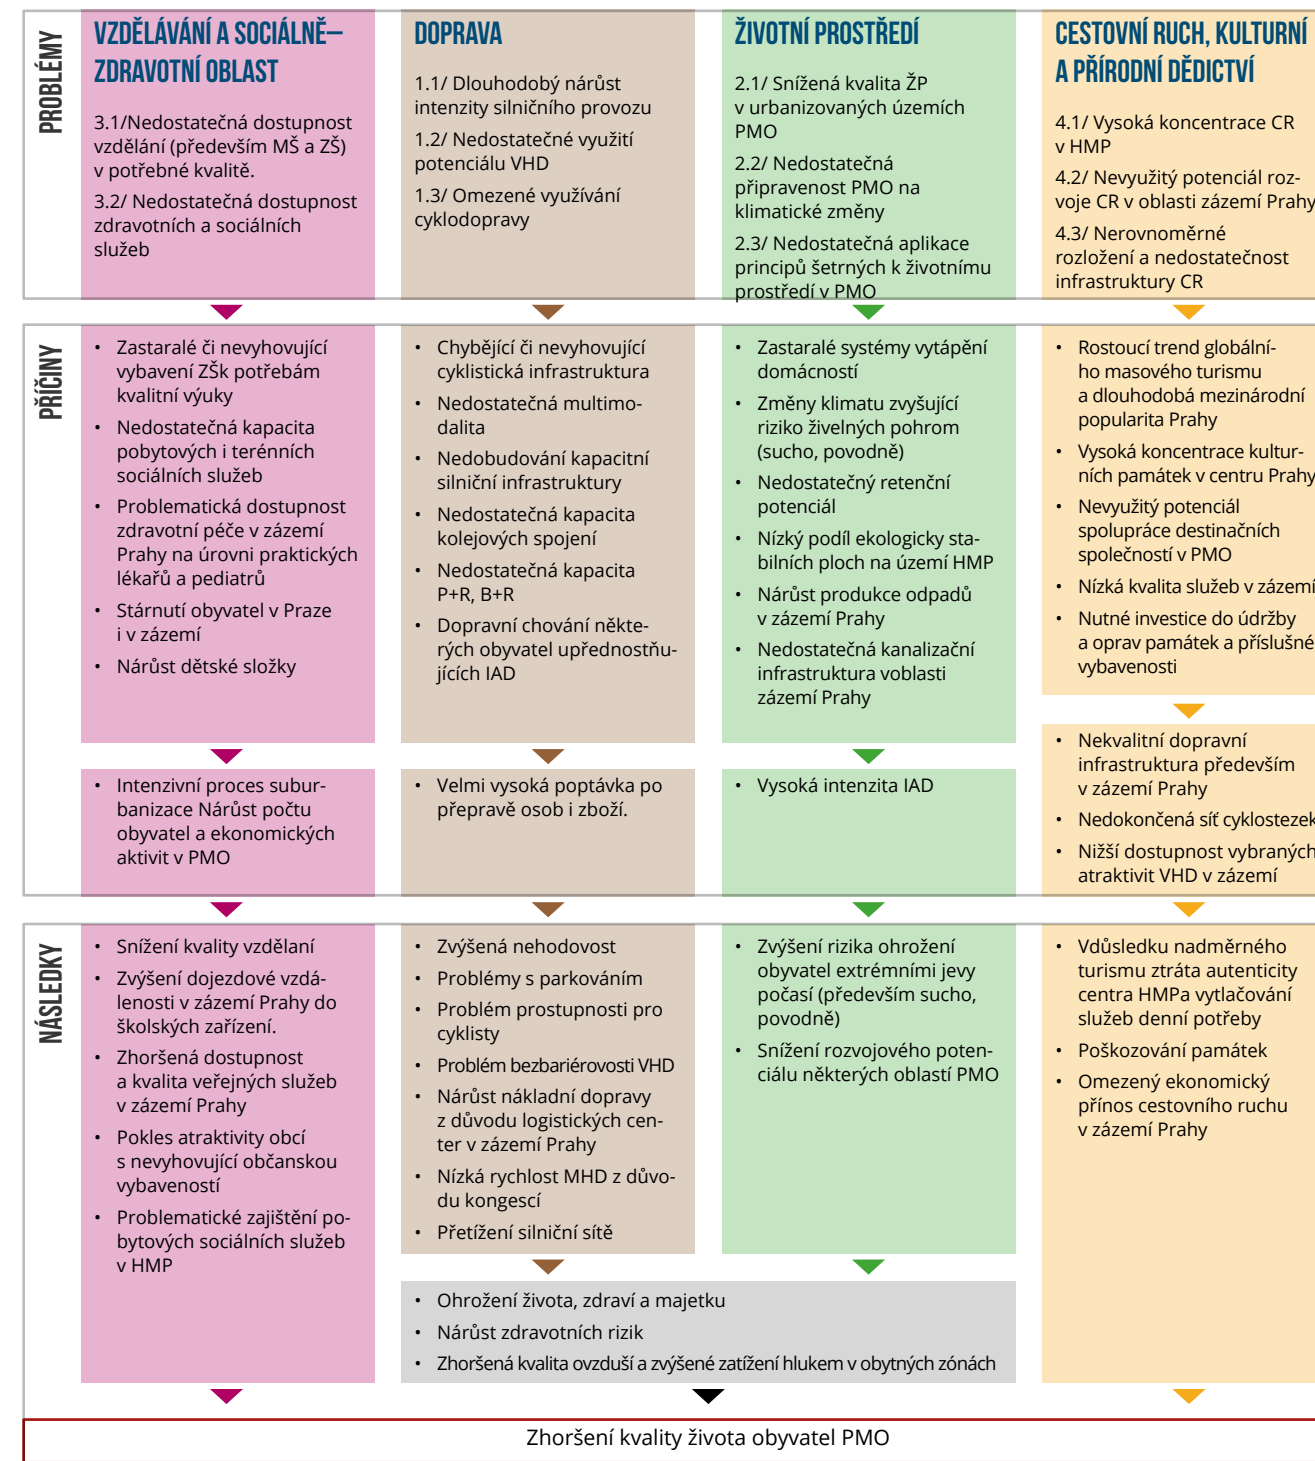 PROBLÉMY
VZDĚLÁVÁNÍ A SOCIÁLNĚ–
ZDRAVOTNÍ OBLAST
3.1/Nedostatečná dostupnost
vzdělání (především MŠ a ZŠ)
v potřebné kvalitě.
3.2/ Nedostatečná dostupnost
zdravotních a sociálních
služeb
DOPRAVA
1.1/ Dlouhodobý nárůst
intenzity silničního provozu
1.2/ Nedostatečné využití
potenciálu VHD
1.3/ Omezené využívání
cyklodopravy
ŽIVOTNÍ PROSTŘEDÍ
2.1/ Snížená kvalita ŽP
v urbanizovaných územích
PMO
2.2/ Nedostatečná
připravenost PMO na
klimatické změny
2.3/ Nedostatečná aplikace
principů šetrných k životnímu
prostředí v PMO
CESTOVNÍ RUCH, KULTURNÍ
A PŘÍRODNÍ DĚDICTVÍ
4.1/ Vysoká koncentrace CR
v HMP
4.2/ Nevyužitý potenciál roz-
voje CR v oblasti zázemí Prahy
4.3/ Nerovnoměrné
rozložení a nedostatečnost
infrastruktury CR
PŘÍČINY
• Zastaralé či nevyhovující
vybavení ZŠk potřebám
kvalitní výuky
• Nedostatečná kapacita
pobytových i terénních
sociálních služeb
• Problematická dostupnost
zdravotní péče v zázemí
Prahy na úrovni praktických
lékařů a pediatrů
• Stárnutí obyvatel v Praze
i v zázemí
• Nárůst dětské složky
• Chybějící či nevyhovující
cyklistická infrastruktura
• Nedostatečná multimo-
dalita
• Nedobudování kapacitní
silniční infrastruktury
• Nedostatečná kapacita
kolejových spojení
• Nedostatečná kapacita
P+R, B+R
• Dopravní chování někte-
rých obyvatel upřednostňu-
jících IAD
• Zastaralé systémy vytápění
domácností
• Změny klimatu zvyšující
riziko živelných pohrom
(sucho, povodně)
• Nedostatečný retenční
potenciál
• Nízký podíl ekologicky sta-
bilních ploch na území HMP
• Nárůst produkce odpadů
v zázemí Prahy
• Nedostatečná kanalizační
infrastruktura voblasti
zázemí Prahy
• Rostoucí trend globální-
ho masového turismu
a dlouhodobá mezinárodní
popularita Prahy
• Vysoká koncentrace kultur-
ních památek v centru Prahy
• Nevyužitý potenciál
spolupráce destinačních
společností v PMO
• Nízká kvalita služeb v zázemí
• Nutné investice do údržby
a oprav památek a příslušné
vybavenosti
• Intenzivní proces subur-
banizace Nárůst počtu
obyvatel a ekonomických
aktivit v PMO
• Velmi vysoká poptávka po
přepravě osob i zboží.
• Vysoká intenzita IAD
• Nekvalitní dopravní
infrastruktura především
v zázemí Prahy
• Nedokončená síť cyklostezek
• Nižší dostupnost vybraných
atraktivit VHD v zázemí
NÁSLEDKY
• Snížení kvality vzdělaní
• Zvýšení dojezdové vzdá-
lenosti v zázemí Prahy do
školských zařízení.
• Zhoršená dostupnost
a kvalita veřejných služeb
v zázemí Prahy
• Pokles atraktivity obcí
s nevyhovující občanskou
vybaveností
• Problematické zajištění po-
bytových sociálních služeb
v HMP
• Zvýšená nehodovost
• Problémy s parkováním
• Problém prostupnosti pro
cyklisty
• Problém bezbariérovosti VHD
• Nárůst nákladní dopravy
z důvodu logistických cen-
ter v zázemí Prahy
• Nízká rychlost MHD z důvo-
du kongescí
• Přetížení silniční sítě
• Zvýšení rizika ohrožení
obyvatel extrémními jevy
počasí (především sucho,
povodně)
• Snížení rozvojového poten-
ciálu některých oblastí PMO
• Vdůsledku nadměrného
turismu ztráta autenticity
centra HMPa vytlačování
služeb denní potřeby
• Poškozování památek
• Omezený ekonomický
přínos cestovního ruchu
v zázemí Prahy
• Ohrožení života, zdraví a majetku
• Nárůst zdravotních rizik
• Zhoršená kvalita ovzduší a zvýšené zatížení hlukem v obytných zónách
Zhoršení kvality života obyvatel PMO